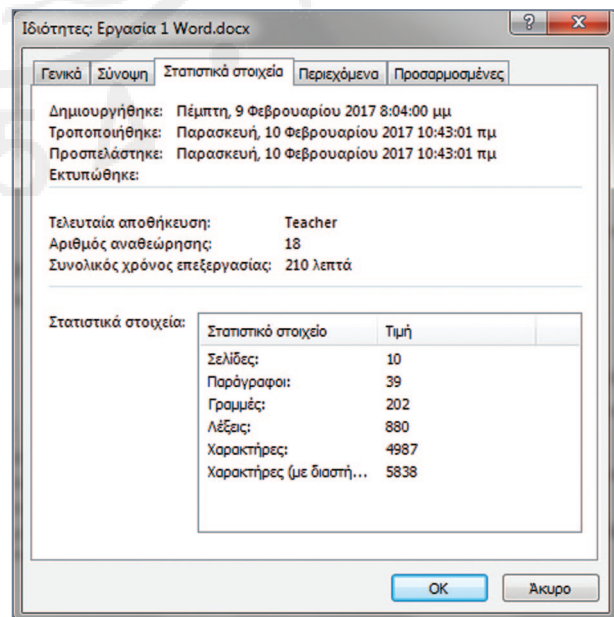 Ιδιότητες: Εργασία 1 Word.docx
Γενικά Σύνοψη Στατιστικά στοιχεία Περιεχόμενα Προσαρμοσμένες
Δημιουργήθηκε: Πέμπτη, 9 Φεβρουαρίου 2017 8:04:00 μμ
Τροποποιήθηκε: Παρασκευή, 10 Φεβρουαρίου 2017 10:43:01 πμ
Προσπελάστηκε: Παρασκευή, 10 Φεβρουαρίου 2017 10:43:01 πμ
Εκτυπώθηκε:
Τελευταία αποθήκευση: Teacher
Αριθμός αναθεώρησης: 18
Συνολικός χρόνος επεξεργασίας: 210 λεπτά
Στατιστικά στοιχεία:
Στατιστικό στοιχείο Τιμή
Σελίδες: 10
Παράγραφοι: 39
Γραμμές: 202
Λέξεις: 880
Χαρακτήρες: 4987
Χαρακτήρες (με διαστή... 5838
OK Άκυρο